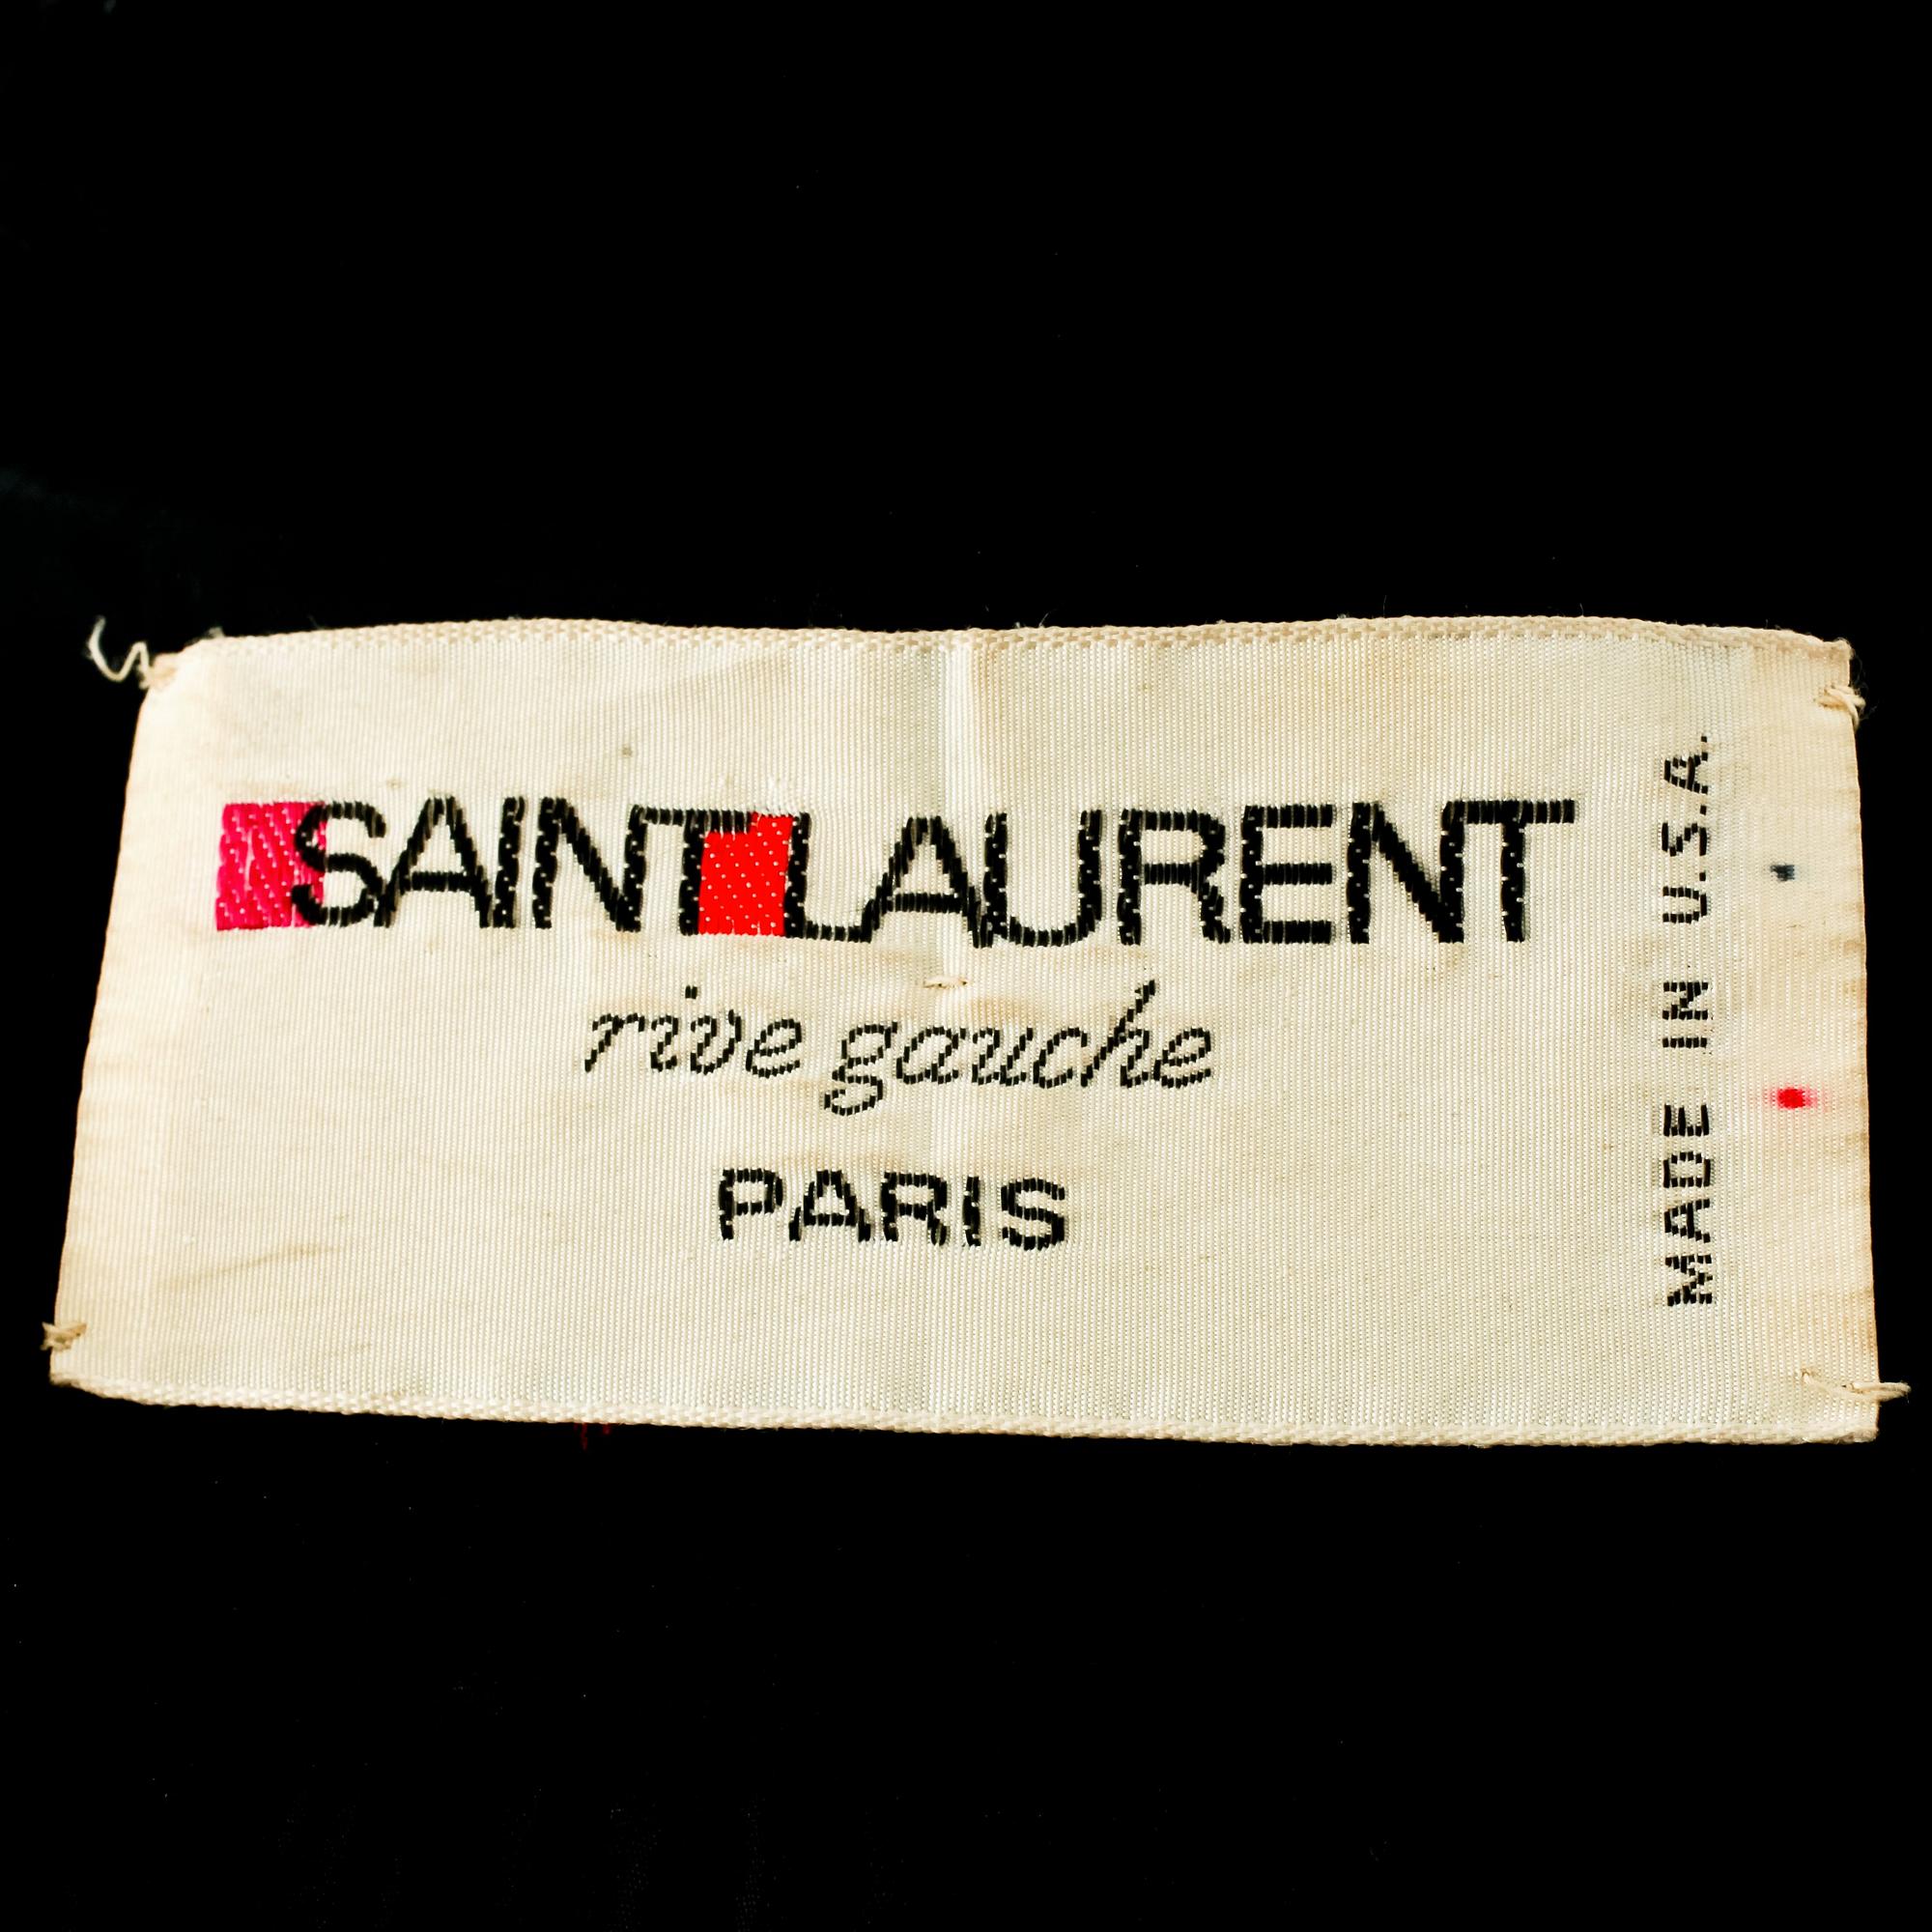 SAINT LAURENT
rive gauche
PARIS
MADE IN U.S.A.